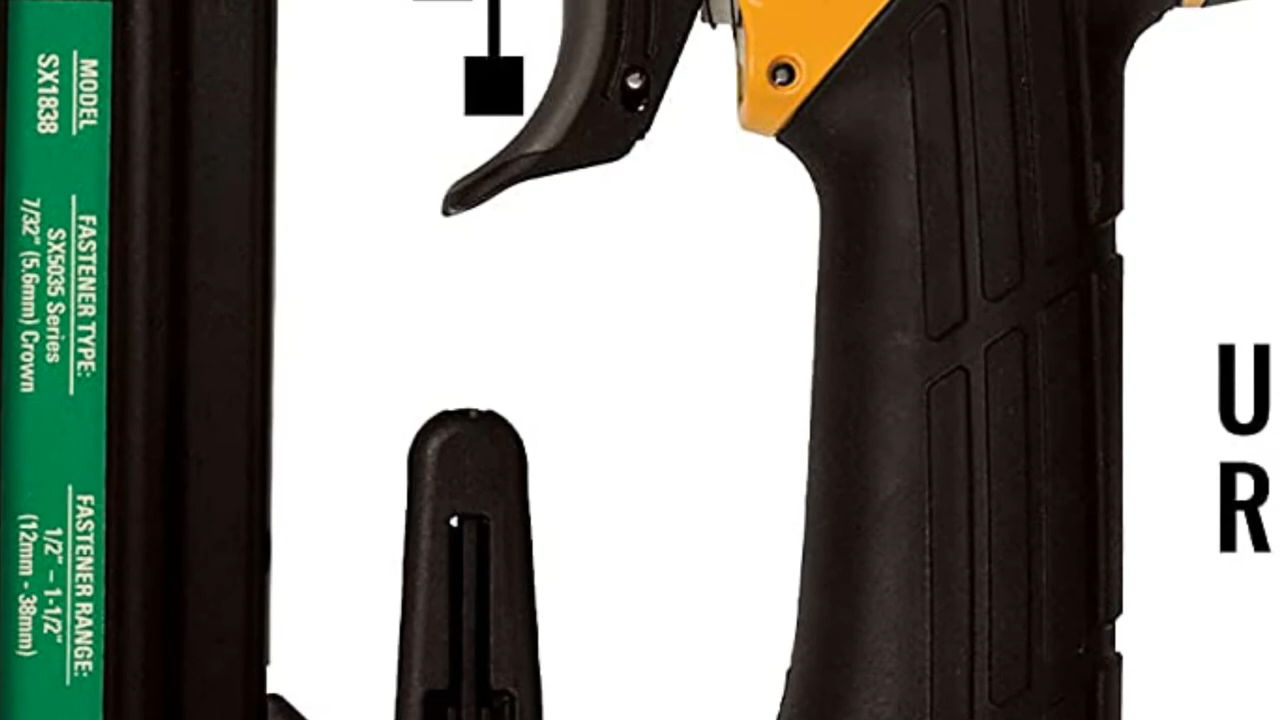 MODEL
SX1838
FASTENER TYPE:
SX5035 Series
7/32" (5.6mm) Crown
FASTENER RANGE:
1/2" – 1-1/2"
(12mm - 38mm)
U
R